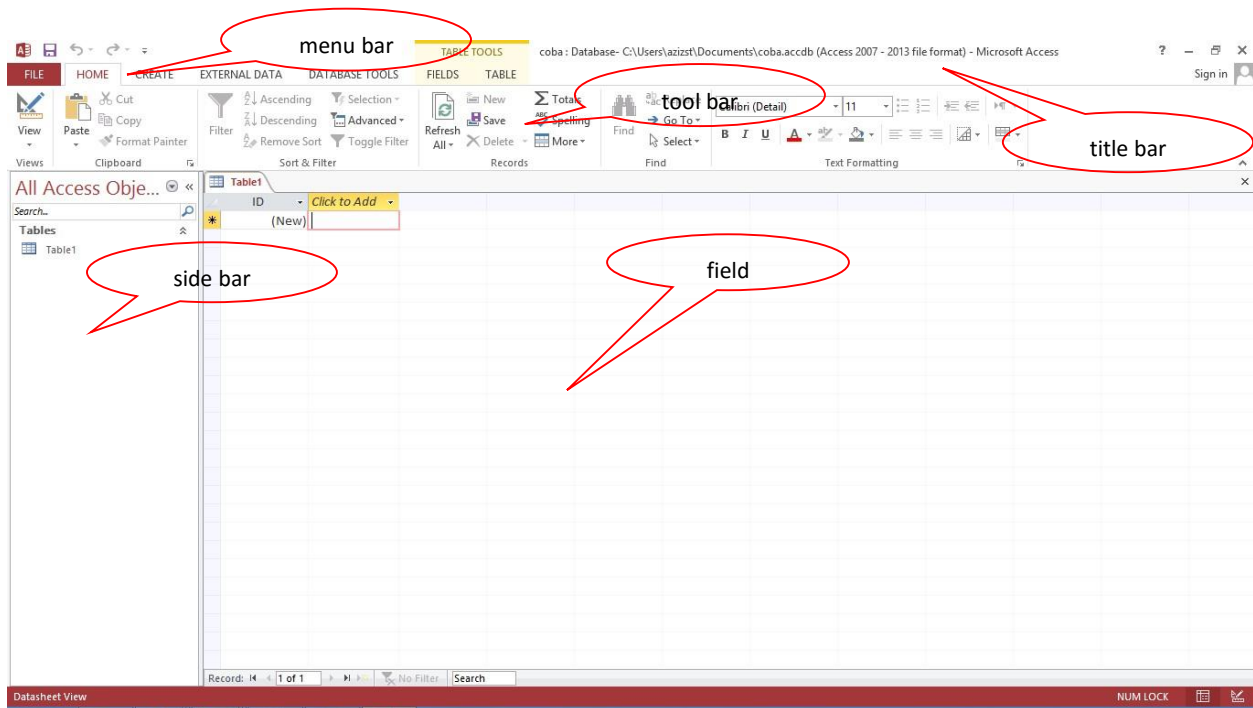 menu bar
TABLE TOOLS
coba : Database- C:\Users\azizst\Documents\coba.accdb (Access 2007 - 2013 file format) - Microsoft Access
?
FILE HOME CREATE EXTERNAL DATA DATABASE TOOLS FIELDS TABLE
Sign in
View
Paste
Cut
Copy
Format Painter
Filter
Ascending
Descending
Remove Sort
Selection
Advanced
Toggle Filter
Refresh
All
New
Save
Delete
Totals
Spelling
More
Find
tool bar
Go To
Select
(Detail)
11
B I U
title bar
Views Clipboard Sort & Filter Records Find Text Formatting
All Access Obje...
Search...
Tables
Table1
Table1
ID Click to Add
(New)
side bar
field
Record: 1 of 1 No Filter Search
Datasheet View
NUM LOCK